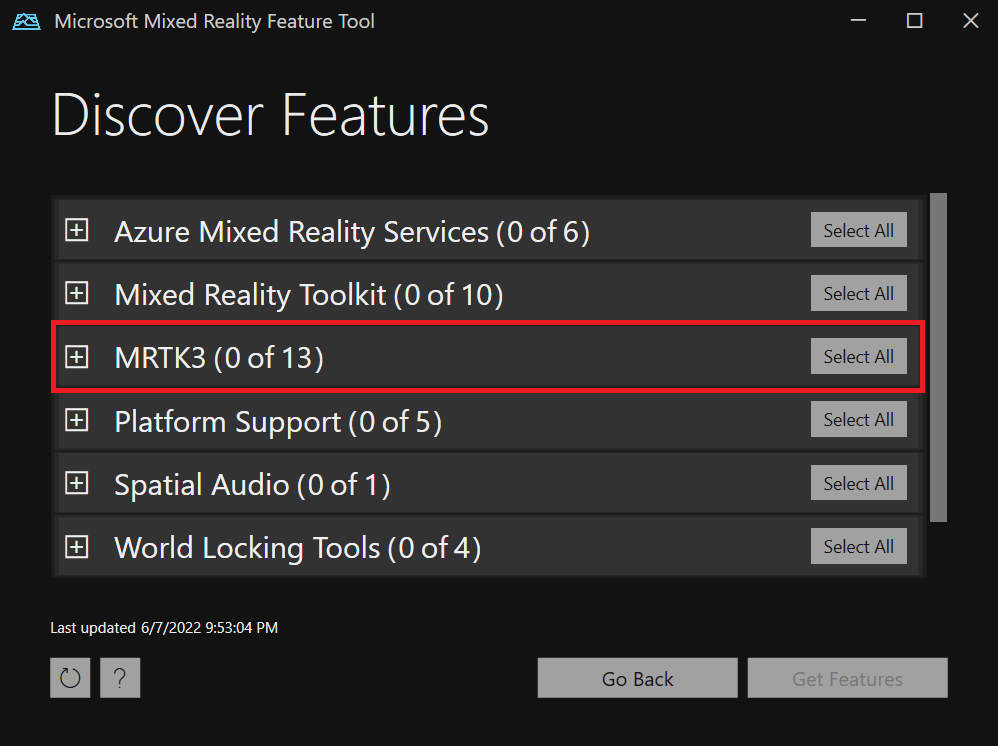 Microsoft Mixed Reality Feature Tool
Discover Features
Azure Mixed Reality Services (0 of 6) Select All
Mixed Reality Toolkit (0 of 10) Select All
MRTK3 (0 of 13) Select All
Platform Support (0 of 5) Select All
Spatial Audio (0 of 1) Select All
World Locking Tools (0 of 4) Select All
Last updated 6/7/2022 9:53:04 PM
? Go Back Get Features